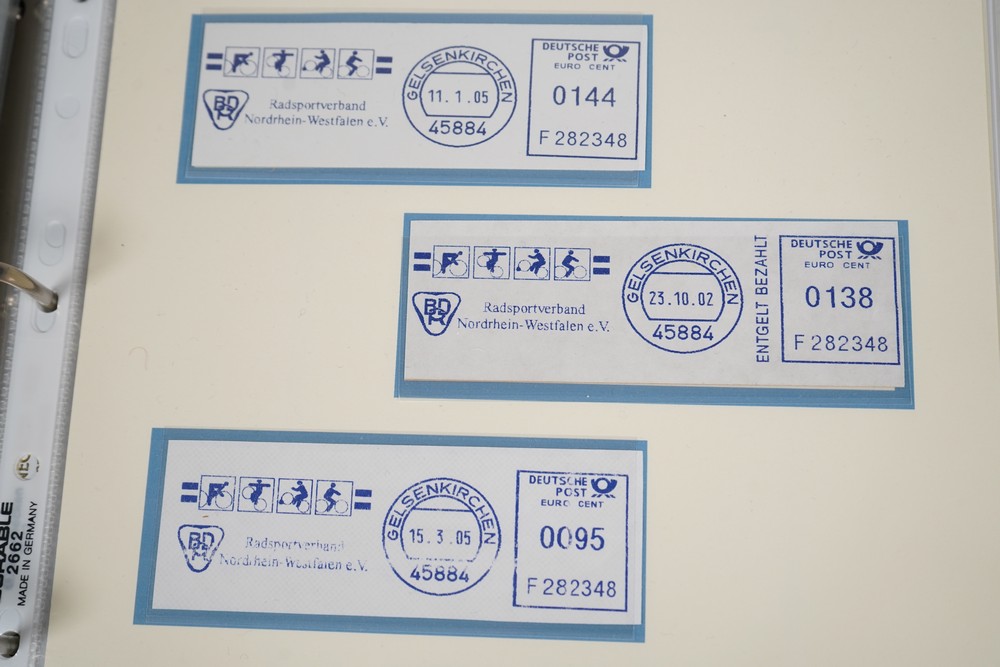 DEUTSCHE
POST
EURO CENT
0144
F 282348
GELSENKIRCHEN
11.1.05
45884
BDR
Radsportverband
Nordrhein-Westfalen e.V.
DEUTSCHE
POST
EURO CENT
0138
F 282348
ENTGELT BEZAHLT
GELSENKIRCHEN
23.10.02
45884
BDR
Radsportverband
Nordrhein-Westfalen e.V.
DEUTSCHE
POST
EURO CENT
0095
F 282348
GELSENKIRCHEN
15.3.05
45884
BDR
Radsportverband
Nordrhein-Westfalen e.V.
2662
MADE IN GERMANY